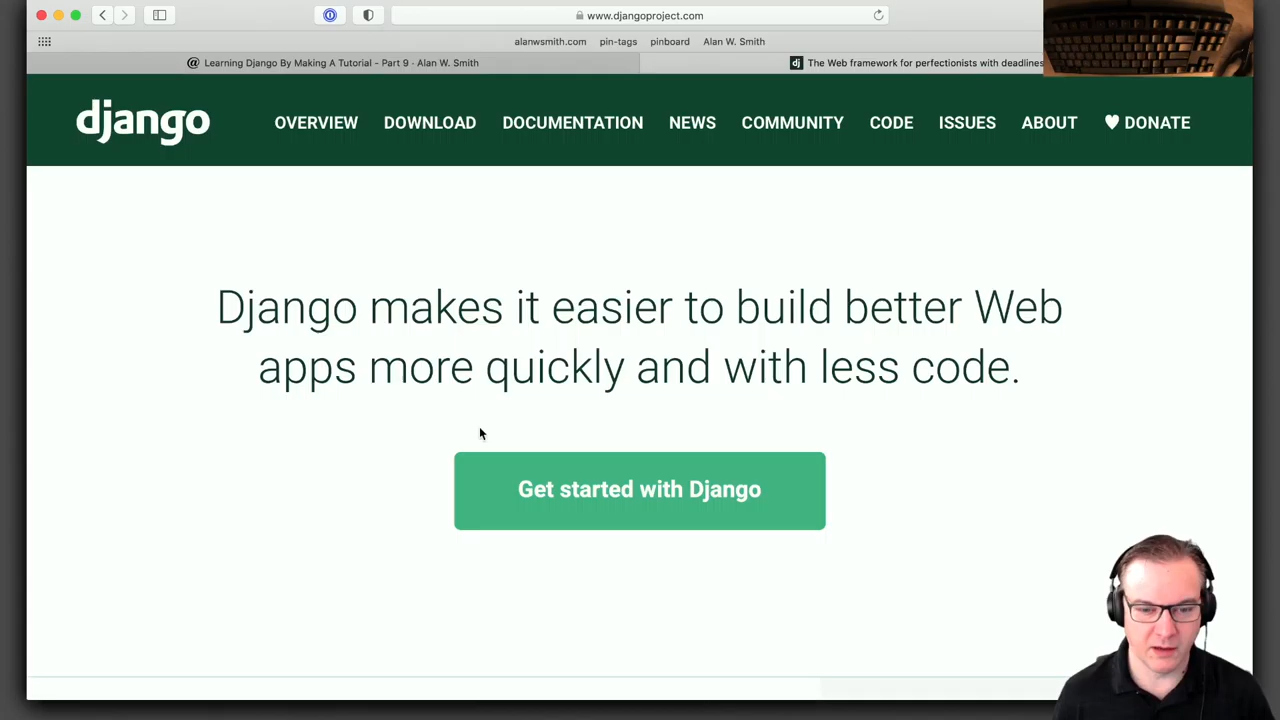 www.djangoproject.com
alanwsmith.com pin-tags pinboard Alan W. Smith
@ Learning Django By Making A Tutorial - Part 9 · Alan W. Smith
dj The Web framework for perfectionists with deadlines
django
OVERVIEW DOWNLOAD DOCUMENTATION NEWS COMMUNITY CODE ISSUES ABOUT ♥ DONATE
Django makes it easier to build better Web
apps more quickly and with less code.
Get started with Django